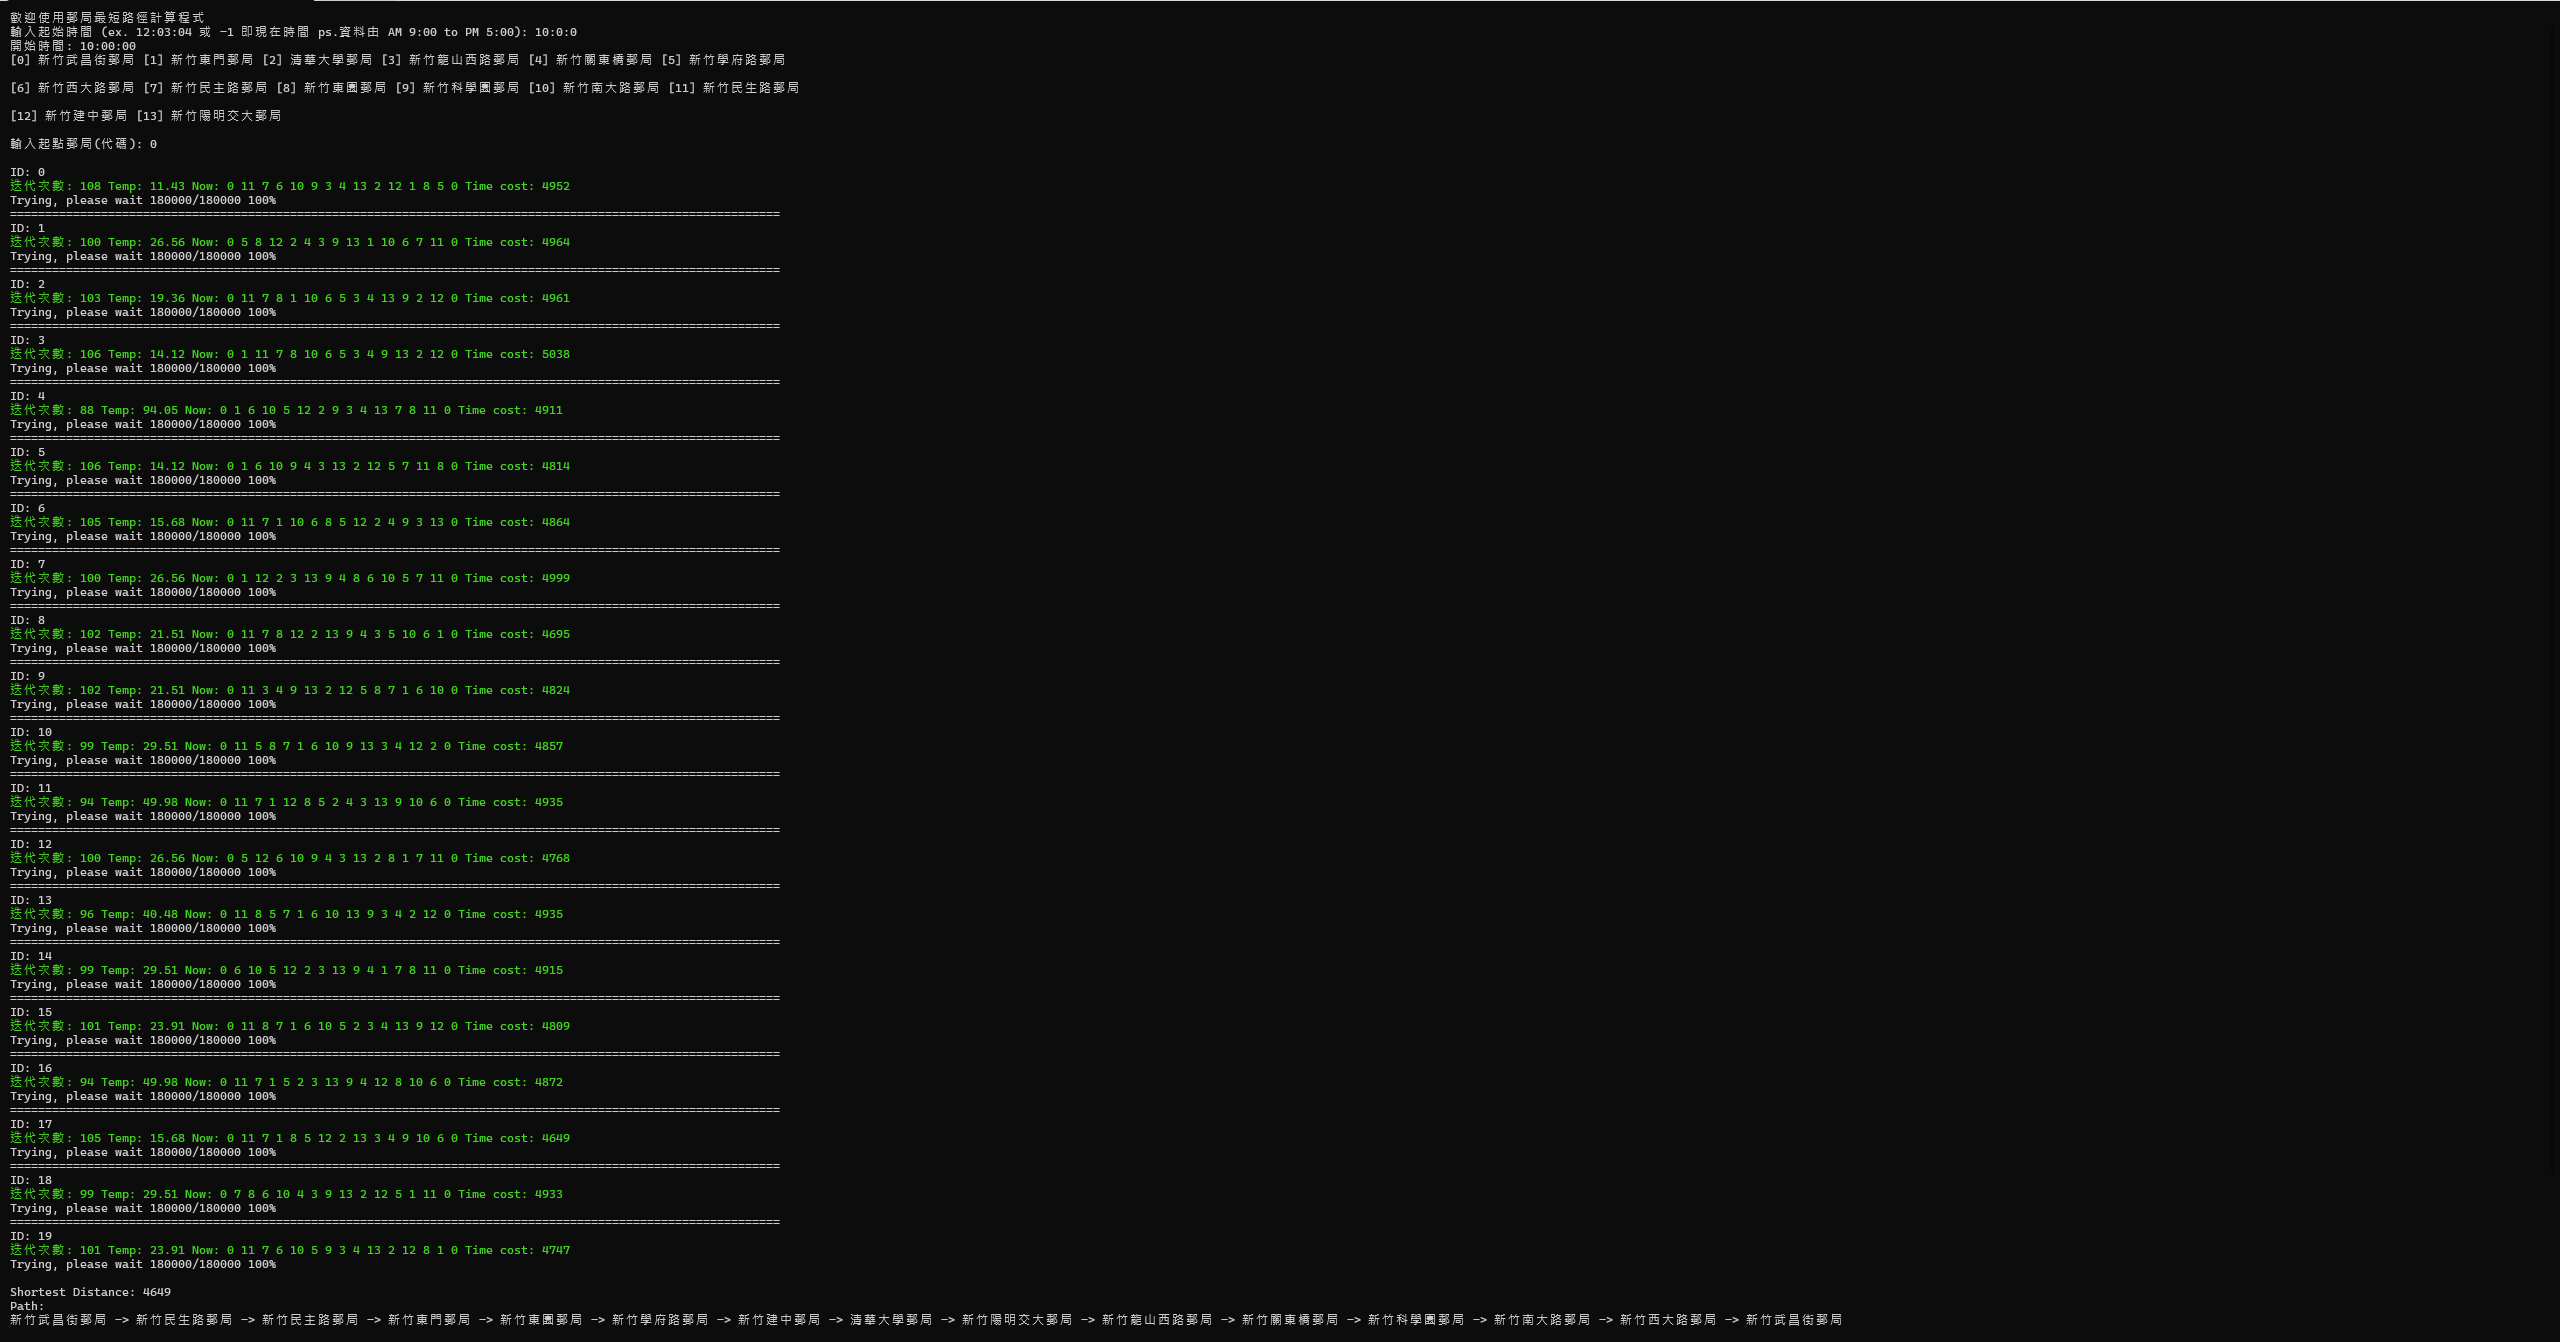 歡迎使用郵局最短路徑計算程式
輸入起始時間 (ex. 12:03:04 或 -1 即現在時間 ps.資料由 AM 9:00 to PM 5:00): 10:0:0
開始時間: 10:00:00
[0] 新竹武昌街郵局 [1] 新竹東門郵局 [2] 清華大學郵局 [3] 新竹龍山西路郵局 [4] 新竹關東橋郵局 [5] 新竹學府路郵局
[6] 新竹西大路郵局 [7] 新竹民主路郵局 [8] 新竹東園郵局 [9] 新竹科學園郵局 [10] 新竹南大路郵局 [11] 新竹民生路郵局
[12] 新竹建中郵局 [13] 新竹陽明交大郵局
輸入起點郵局(代碼): 0
ID: 0
迭代次數: 108 Temp: 11.43 Now: 0 11 7 6 10 9 3 4 13 2 12 1 8 5 0 Time cost: 4952
Trying, please wait 180000/180000 100%
ID: 1
迭代次數: 100 Temp: 26.56 Now: 0 5 8 12 2 4 3 9 13 1 10 6 7 11 0 Time cost: 4964
Trying, please wait 180000/180000 100%
ID: 2
迭代次數: 103 Temp: 19.36 Now: 0 11 7 8 1 10 6 5 3 4 13 9 2 12 0 Time cost: 4961
Trying, please wait 180000/180000 100%
ID: 3
迭代次數: 106 Temp: 14.12 Now: 0 1 11 7 8 10 6 5 3 4 9 13 2 12 0 Time cost: 5038
Trying, please wait 180000/180000 100%
ID: 4
迭代次數: 88 Temp: 94.05 Now: 0 1 6 10 5 12 2 9 3 4 13 7 8 11 0 Time cost: 4911
Trying, please wait 180000/180000 100%
ID: 5
迭代次數: 106 Temp: 14.12 Now: 0 1 6 10 9 4 3 13 2 12 5 7 11 8 0 Time cost: 4814
Trying, please wait 180000/180000 100%
ID: 6
迭代次數: 105 Temp: 15.68 Now: 0 11 7 1 10 6 8 5 12 2 4 9 3 13 0 Time cost: 4864
Trying, please wait 180000/180000 100%
ID: 7
迭代次數: 100 Temp: 26.56 Now: 0 1 12 2 3 13 9 4 8 6 10 5 7 11 0 Time cost: 4999
Trying, please wait 180000/180000 100%
ID: 8
迭代次數: 102 Temp: 21.51 Now: 0 11 7 8 12 2 13 9 4 3 5 10 6 1 0 Time cost: 4695
Trying, please wait 180000/180000 100%
ID: 9
迭代次數: 102 Temp: 21.51 Now: 0 11 3 4 9 13 2 12 5 8 7 1 6 10 0 Time cost: 4824
Trying, please wait 180000/180000 100%
ID: 10
迭代次數: 99 Temp: 29.51 Now: 0 11 5 8 7 1 6 10 9 13 3 4 12 2 0 Time cost: 4857
Trying, please wait 180000/180000 100%
ID: 11
迭代次數: 94 Temp: 49.98 Now: 0 11 7 1 12 8 5 2 4 3 13 9 10 6 0 Time cost: 4935
Trying, please wait 180000/180000 100%
ID: 12
迭代次數: 100 Temp: 26.56 Now: 0 5 12 6 10 9 4 3 13 2 8 1 7 11 0 Time cost: 4768
Trying, please wait 180000/180000 100%
ID: 13
迭代次數: 96 Temp: 40.48 Now: 0 11 8 5 7 1 6 10 13 9 3 4 2 12 0 Time cost: 4935
Trying, please wait 180000/180000 100%
ID: 14
迭代次數: 99 Temp: 29.51 Now: 0 6 10 5 12 2 3 13 9 4 1 7 8 11 0 Time cost: 4915
Trying, please wait 180000/180000 100%
ID: 15
迭代次數: 101 Temp: 23.91 Now: 0 11 8 7 1 6 10 5 2 3 4 13 9 12 0 Time cost: 4809
Trying, please wait 180000/180000 100%
ID: 16
迭代次數: 94 Temp: 49.98 Now: 0 11 7 1 5 2 3 13 9 4 12 8 10 6 0 Time cost: 4872
Trying, please wait 180000/180000 100%
ID: 17
迭代次數: 105 Temp: 15.68 Now: 0 11 7 1 8 5 12 2 13 3 4 9 10 6 0 Time cost: 4649
Trying, please wait 180000/180000 100%
ID: 18
迭代次數: 99 Temp: 29.51 Now: 0 7 8 6 10 4 3 9 13 2 12 5 1 11 0 Time cost: 4933
Trying, please wait 180000/180000 100%
ID: 19
迭代次數: 101 Temp: 23.91 Now: 0 11 7 6 10 5 9 3 4 13 2 12 8 1 0 Time cost: 4747
Trying, please wait 180000/180000 100%
Shortest Distance: 4649
Path:
新竹武昌街郵局 -> 新竹民生路郵局 -> 新竹民主路郵局 -> 新竹東門郵局 -> 新竹東園郵局 -> 新竹學府路郵局 -> 新竹建中郵局 -> 清華大學郵局 -> 新竹陽明交大郵局 -> 新竹龍山西路郵局 -> 新竹關東橋郵局 -> 新竹科學園郵局 -> 新竹南大路郵局 -> 新竹西大路郵局 -> 新竹武昌街郵局